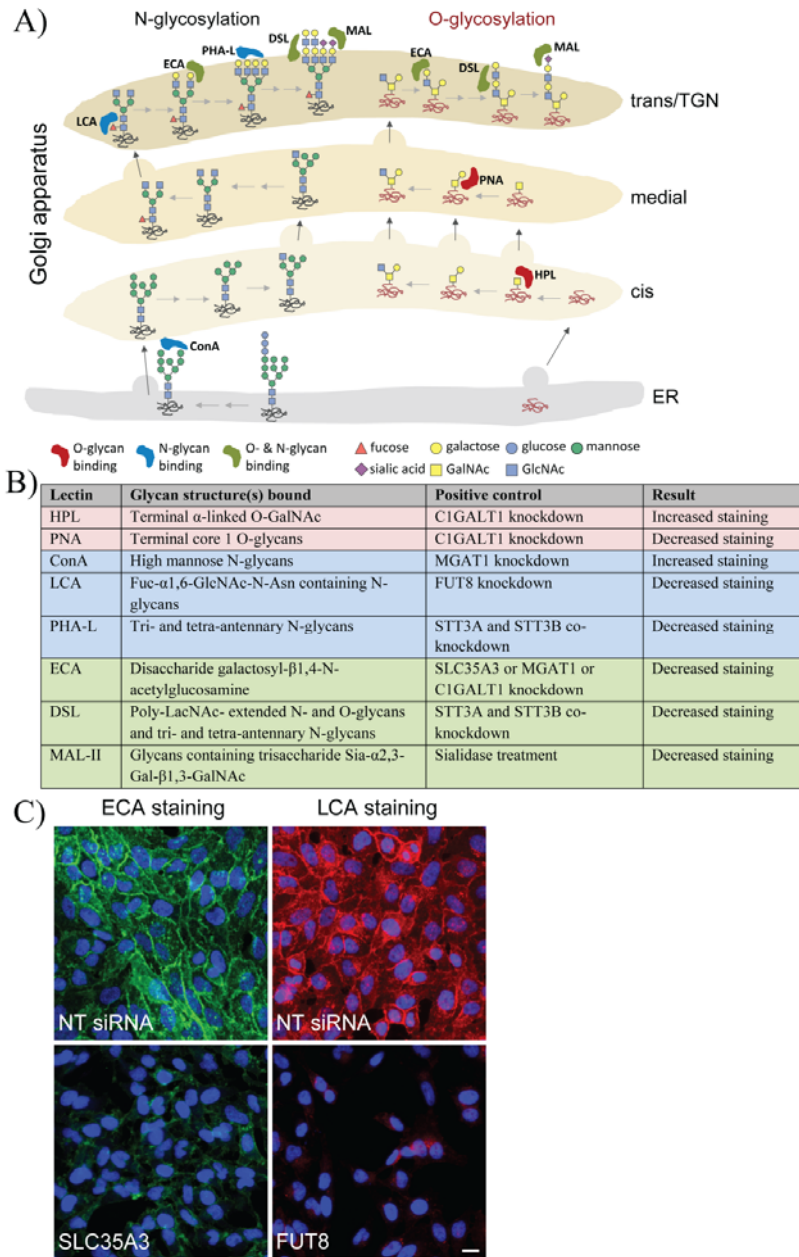 A)
N-glycosylation
O-glycosylation
Golgi apparatus
LCA
ECA
PHA-L
DSL
MAL
ECA
DSL
MAL
trans/TGN
PNA
medial
HPL
cis
ConA
ER
O-glycan binding
N-glycan binding
O- & N-glycan binding
fucose
galactose
glucose
mannose
sialic acid
GalNAc
GlcNAc
B)
Lectin Glycan structure(s) bound Positive control Result
HPL Terminal α-linked O-GalNAc C1GALT1 knockdown Increased staining
PNA Terminal core 1 O-glycans C1GALT1 knockdown Decreased staining
ConA High mannose N-glycans MGAT1 knockdown Increased staining
LCA Fuc-α1,6-GlcNAc-N-Asn containing N- FUT8 knockdown Decreased staining
glycans
PHA-L Tri- and tetra-antennary N-glycans STT3A and STT3B co- Decreased staining
knockdown
ECA Disaccharide galactosyl-β1,4-N- SLC35A3 or MGAT1 or Decreased staining
acetylglucosamine C1GALT1 knockdown
DSL Poly-LacNAc- extended N- and O-glycans STT3A and STT3B co- Decreased staining
and tri- and tetra-antennary N-glycans knockdown
MAL-II Glycans containing trisaccharide Sia-α2,3- Sialidase treatment Decreased staining
Gal-β1,3-GalNAc
C)
ECA staining
LCA staining
NT siRNA
NT siRNA
SLC35A3
FUT8